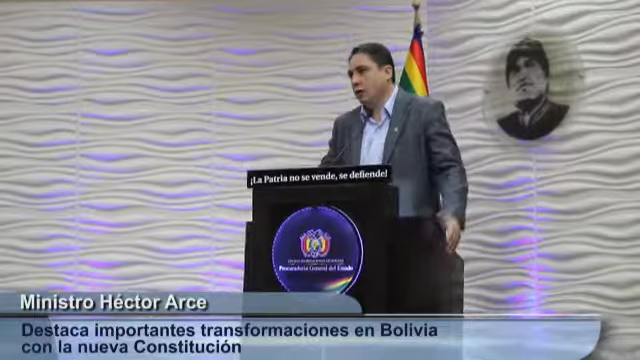 ¡La Patria no se vende, se defiende!
Procuraduría General del Estado
Ministro Héctor Arce
Destaca importantes transformaciones en Bolivia
con la nueva Constitución